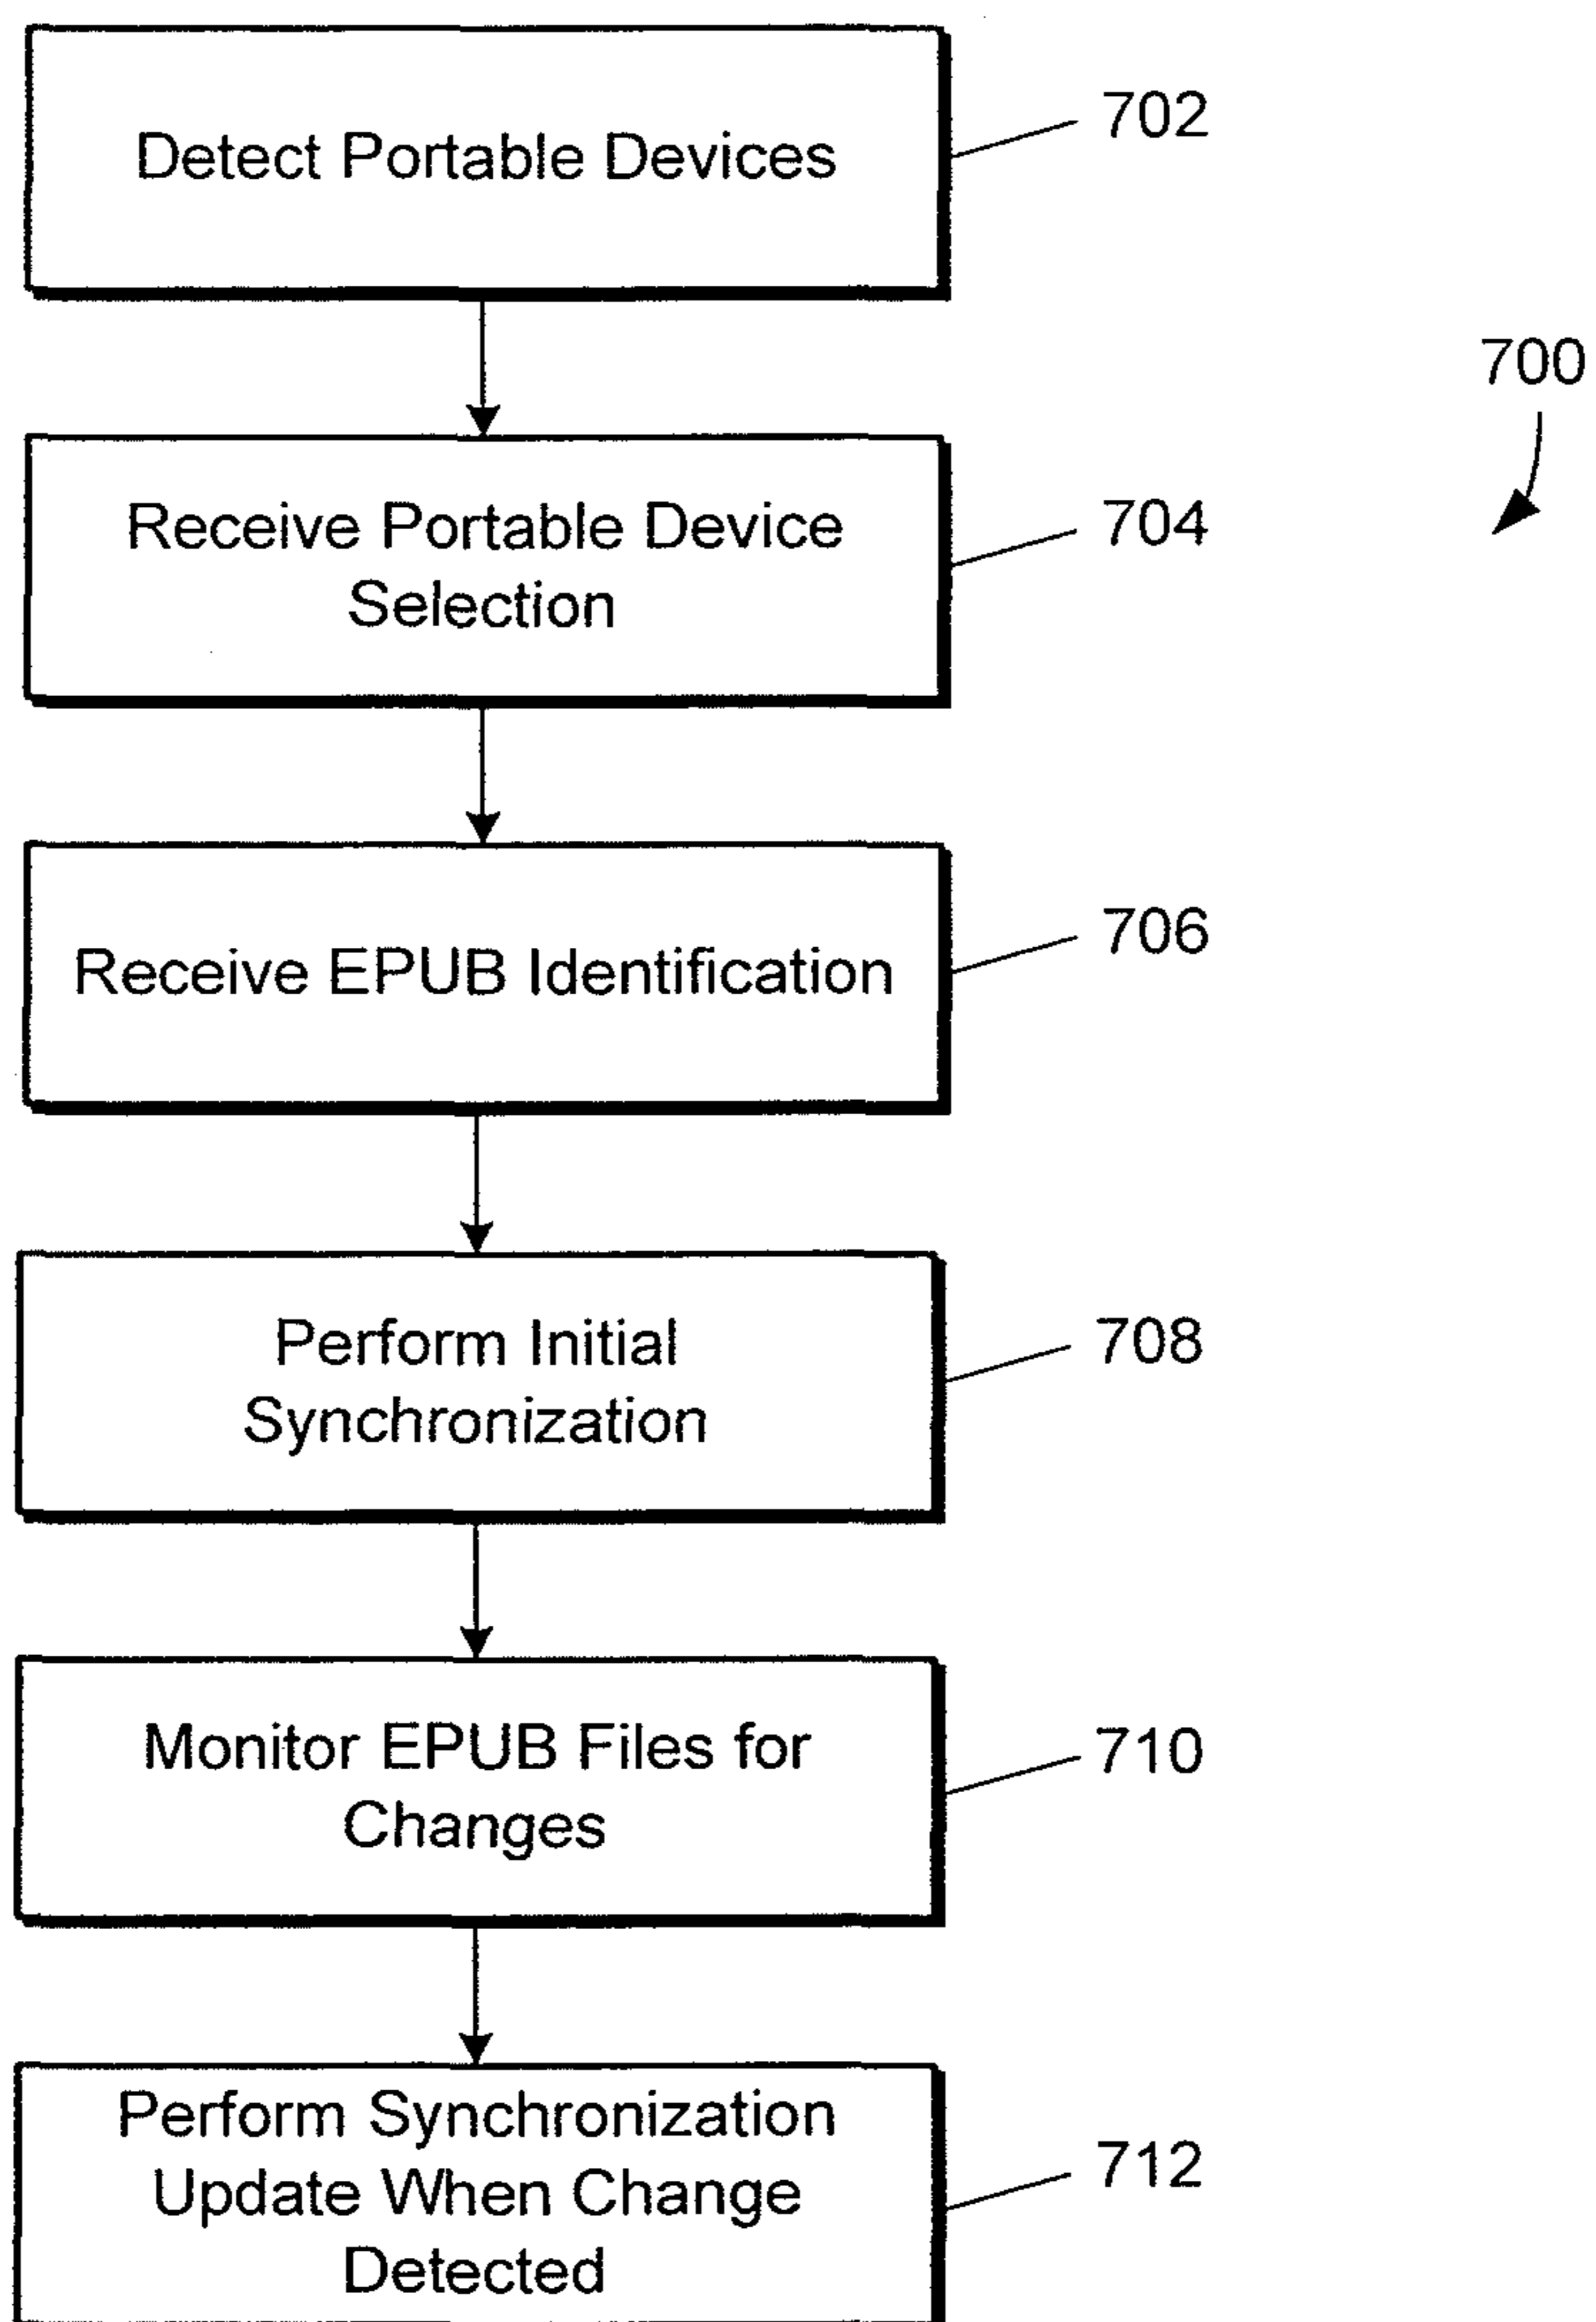 Detect Portable Devices
702
700
Receive Portable Device
Selection
704
Receive EPUB Identification
706
Perform Initial
Synchronization
708
Monitor EPUB Files for
Changes
710
Perform Synchronization
Update When Change
Detected
712